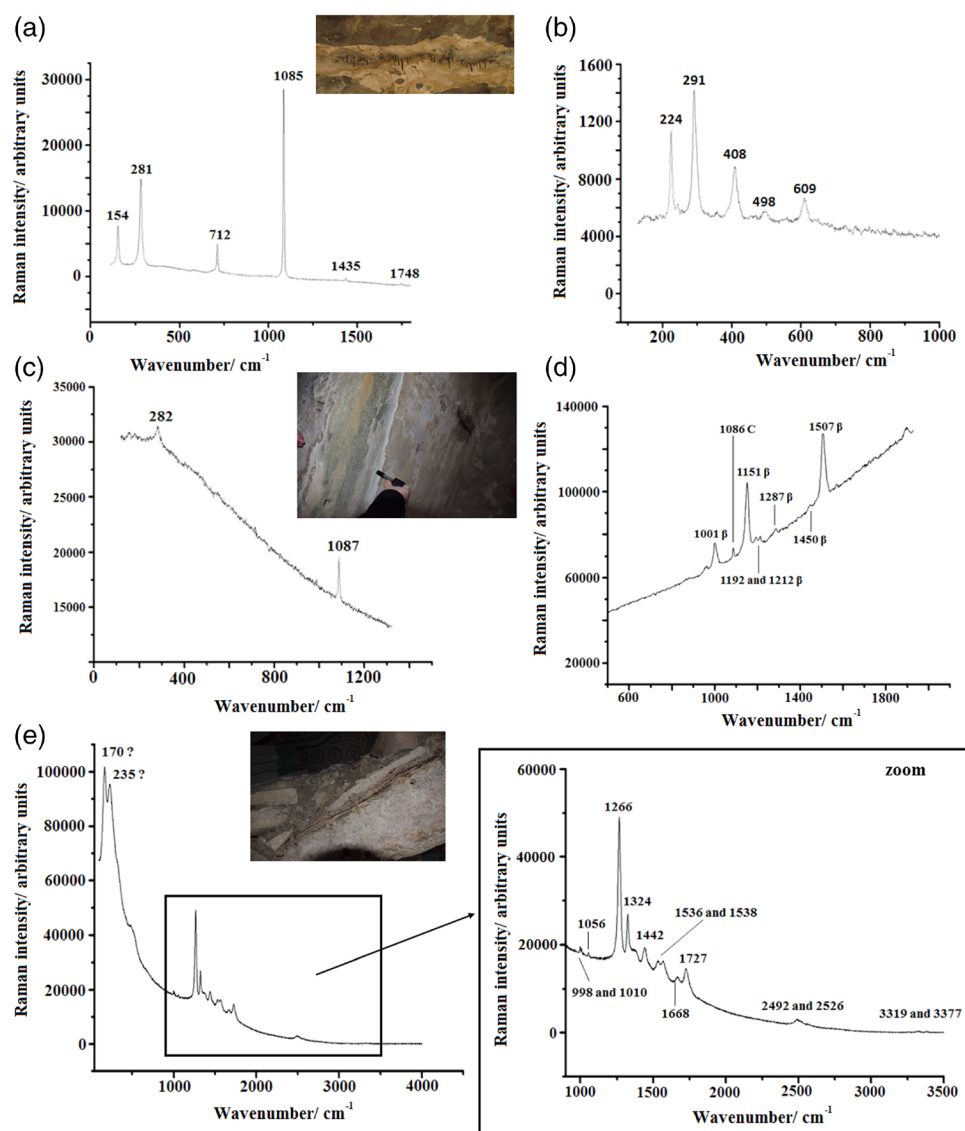 (a)
Raman intensity/ arbitrary units
30000
20000
10000
0
154
281
712
1085
1435
1748
0
500
1000
1500
Wavenumber/ cm-1
(b)
Raman intensity/ arbitrary units
1600
1200
8000
4000
0
224
291
408
498
609
200
400
600
800
1000
Wavenumber/ cm-1
(c)
Raman intensity/ arbitrary units
35000
30000
25000
20000
15000
282
1087
0
400
800
1200
Wavenumber/ cm-1
(d)
Raman intensity/ arbitrary units
140000
100000
60000
20000
1001 β
1086 C
1151 β
1192 and 1212 β
1287 β
1450 β
1507 β
600
1000
1400
1800
Wavenumber/ cm-1
(e)
Raman intensity/ arbitrary units
100000
80000
60000
40000
20000
0
170 ?
235 ?
1000
2000
3000
4000
Wavenumber/ cm-1
zoom
Raman intensity/ arbitrary units
60000
40000
20000
0
998 and 1010
1056
1266
1324
1442
1536 and 1538
1668
1727
2492 and 2526
3319 and 3377
1000
1500
2000
2500
3000
3500
Wavenumber/ cm-1